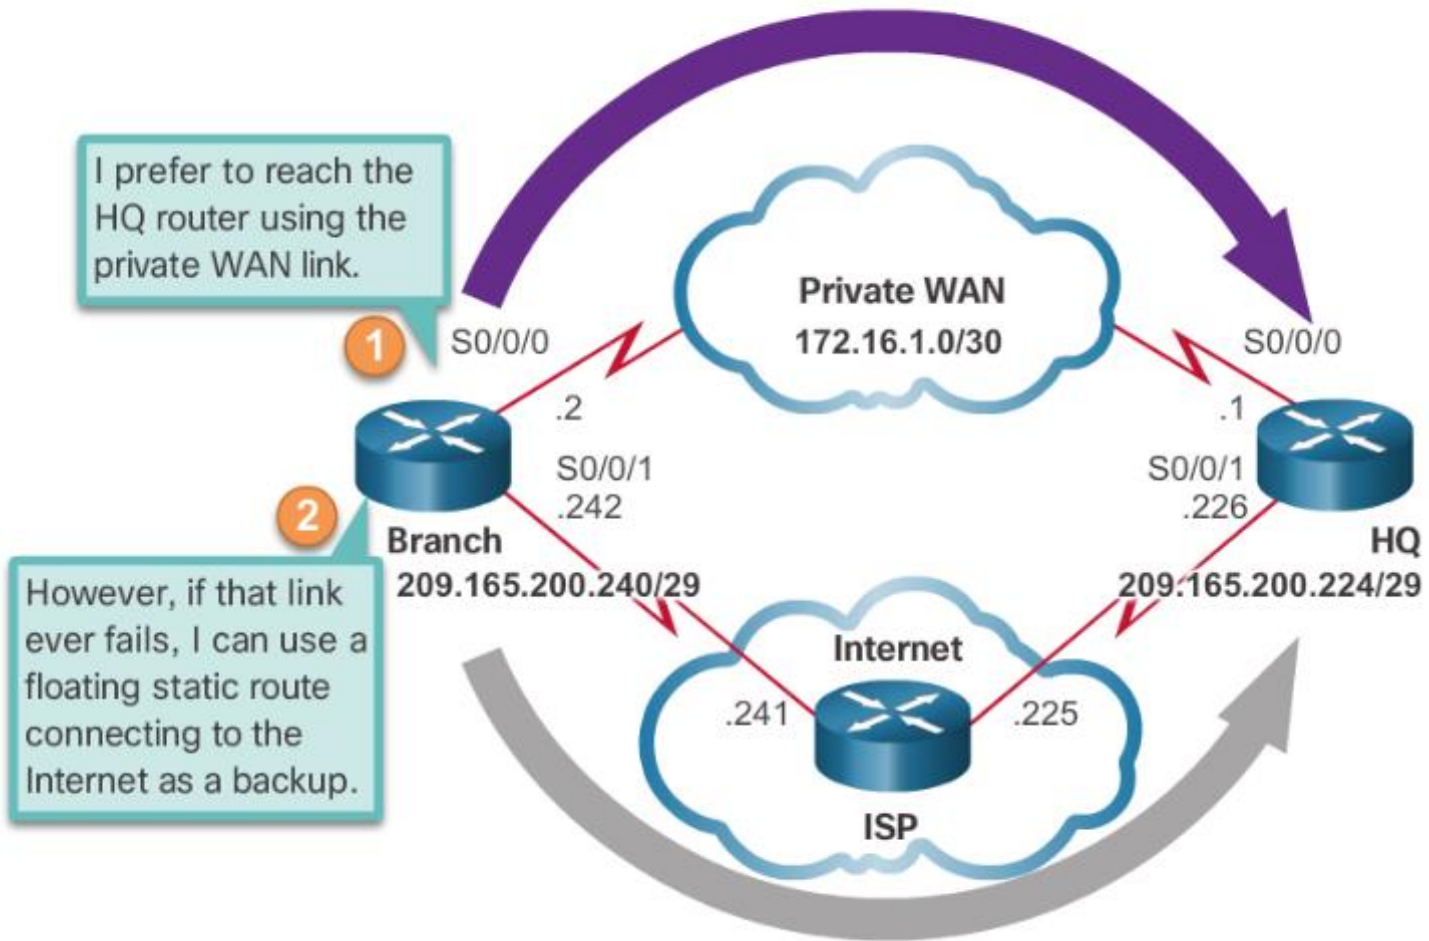 I prefer to reach the
HQ router using the
private WAN link.
1
S0/0/0
Private WAN
172.16.1.0/30
S0/0/0
.2
.1
S0/0/1
.242
S0/0/1
.226
2
Branch
HQ
209.165.200.240/29
209.165.200.224/29
However, if that link
ever fails, I can use a
floating static route
connecting to the
Internet as a backup.
Internet
.241
.225
ISP